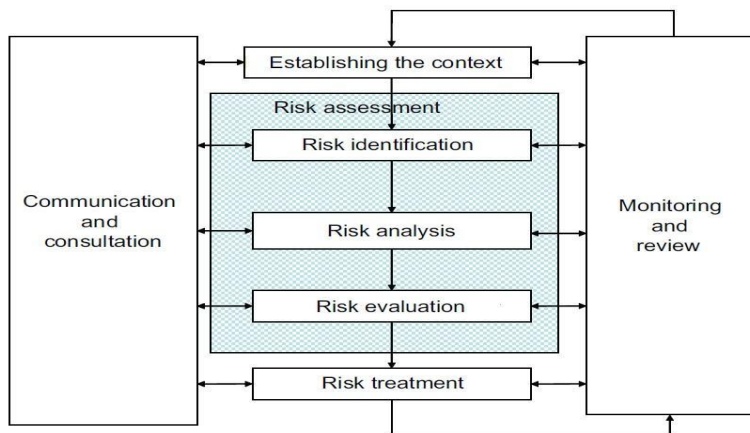 Establishing the context
Risk assessment
Risk identification
Communication
and
consultation
Risk analysis
Monitoring
and
review
Risk evaluation
Risk treatment